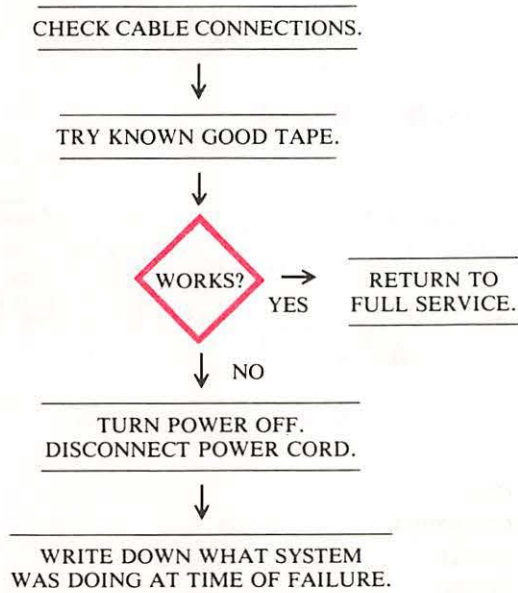 CHECK CABLE CONNECTIONS.
TRY KNOWN GOOD TAPE.
WORKS?
YES
RETURN TO
FULL SERVICE.
NO
TURN POWER OFF.
DISCONNECT POWER CORD.
WRITE DOWN WHAT SYSTEM
WAS DOING AT TIME OF FAILURE.